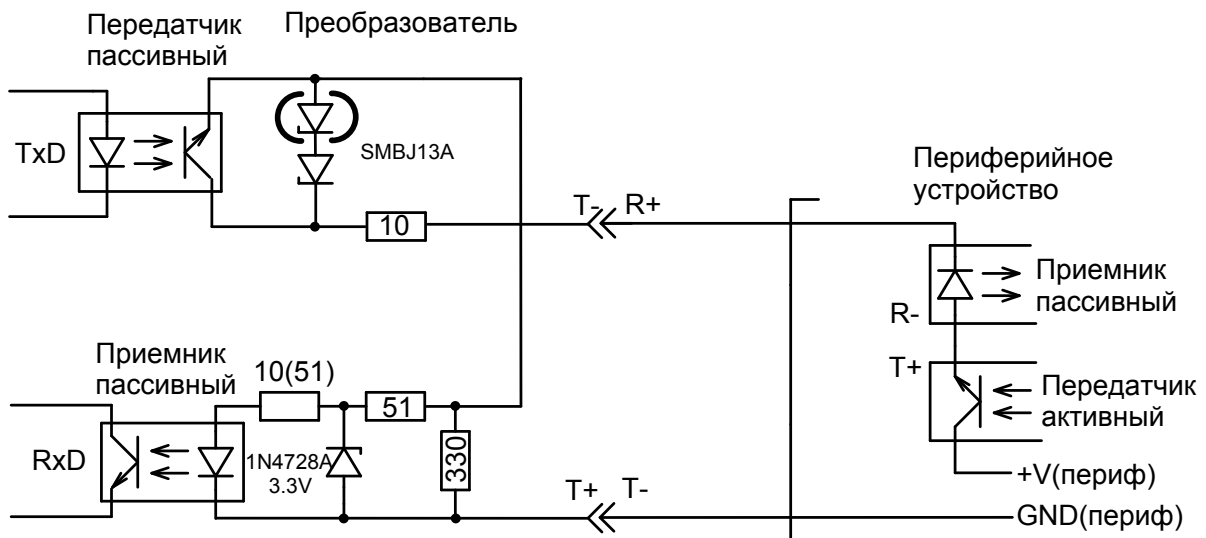 Передатчик
пассивный
Преобразователь
TxD
SMBJ13A
10
T- R+
Периферийное
устройство
Приемник
пассивный
R-
T+
Передатчик
активный
+V(периф)
GND(периф)
Приемник
пассивный
10(51)
51
330
RxD
1N4728A
3.3V
T+ T-